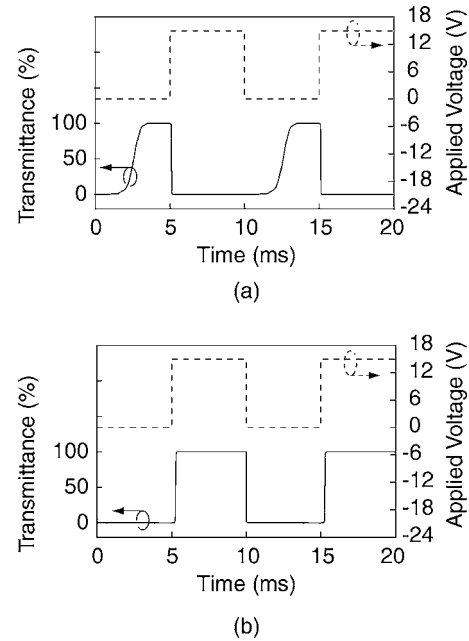 Transmittance (%)
100
50
0
18
12
6
0
-6
-12
-18
-24
Applied Voltage (V)
0 5 10 15 20
Time (ms)
(a)
Transmittance (%)
100
50
0
18
12
6
0
-6
-12
-18
-24
Applied Voltage (V)
0 5 10 15 20
Time (ms)
(b)